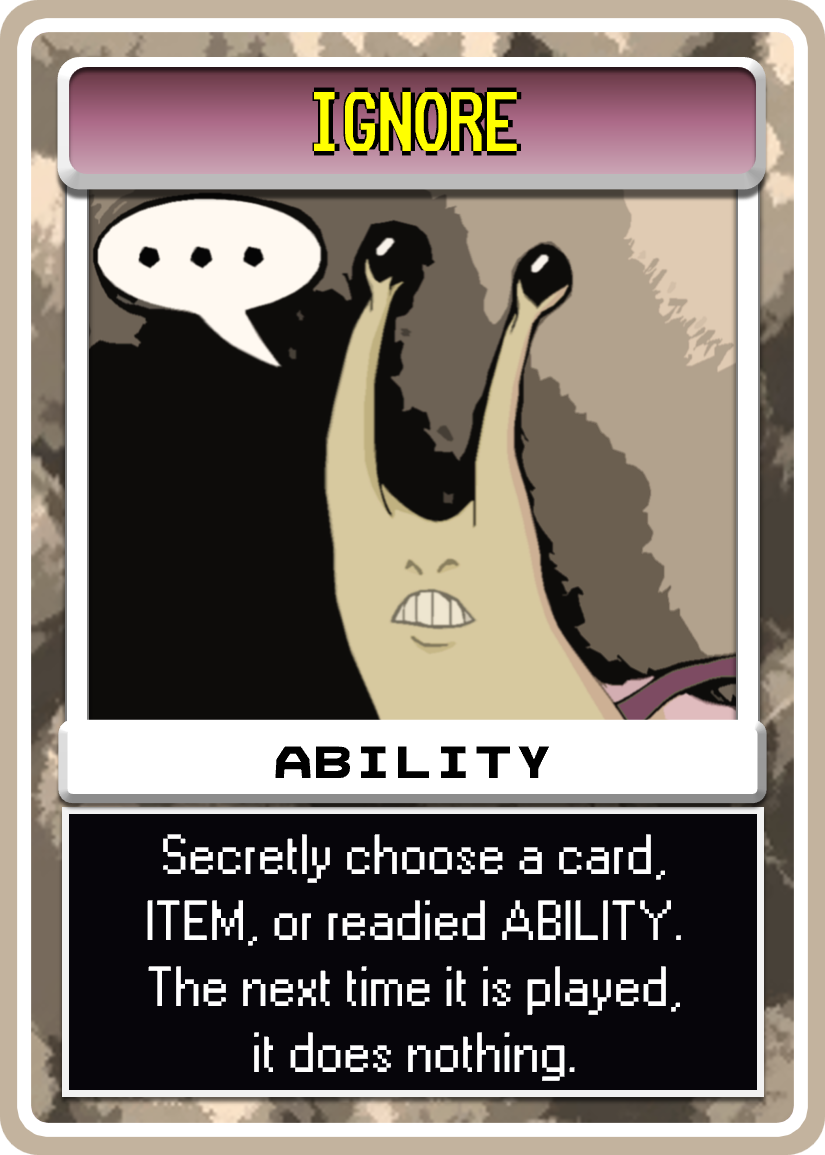 IGNORE
...
ABILITY
Secretly choose a card,
ITEM, or readied ABILITY.
The next time it is played,
it does nothing.